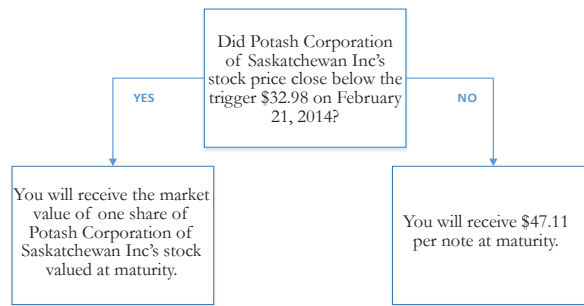 Did Potash Corporation
of Saskatchewan Inc's
stock price close below the
trigger $32.98 on February
21, 2014?
YES
NO
You will receive the market
value of one share of
Potash Corporation of
Saskatchewan Inc's stock
valued at maturity.
You will receive $47.11
per note at maturity.